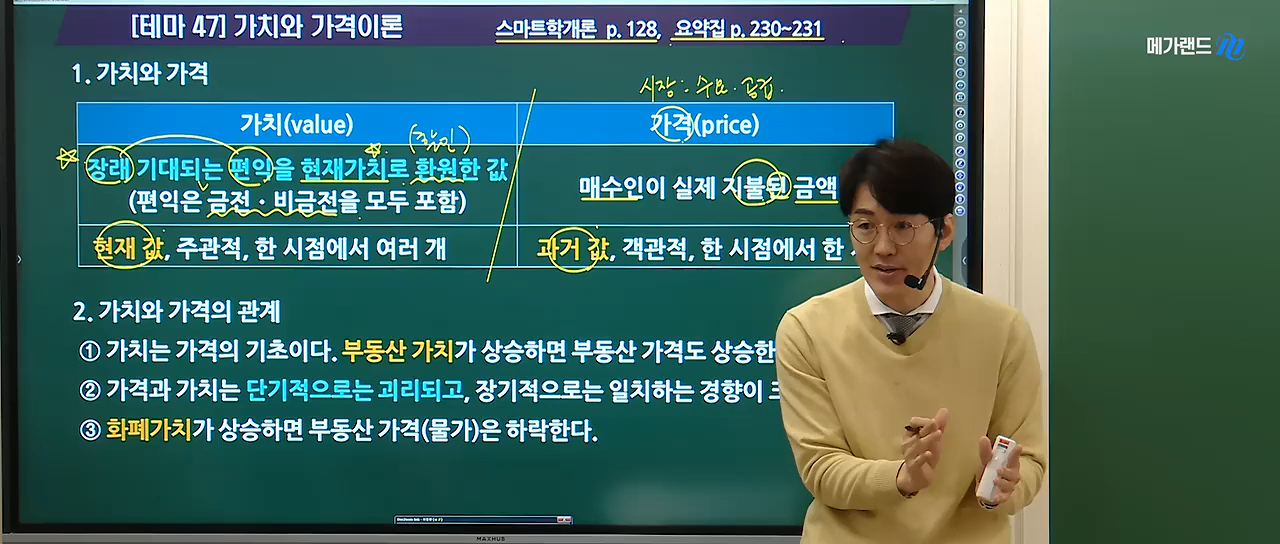 [테마 47] 가치와 가격이론
스마트학개론 p. 128, 요약집 p. 230~231
메가랜드
1. 가치와 가격
시장 : 수요 · 공급
가치(value)
가격(price)
(할인)
장래 기대되는 편익을 현재가치로 환원한 값
(편익은 금전 · 비금전을 모두 포함)
매수인이 실제 지불된 금액
현재 값, 주관적, 한 시점에서 여러 개
과거 값, 객관적, 한 시점에서 한
2. 가치와 가격의 관계
① 가치는 가격의 기초이다. 부동산 가치가 상승하면 부동산 가격도 상승한
② 가격과 가치는 단기적으로는 괴리되고, 장기적으로는 일치하는 경향이
③ 화폐가치가 상승하면 부동산 가격(물가)은 하락한다.
MAXHUB